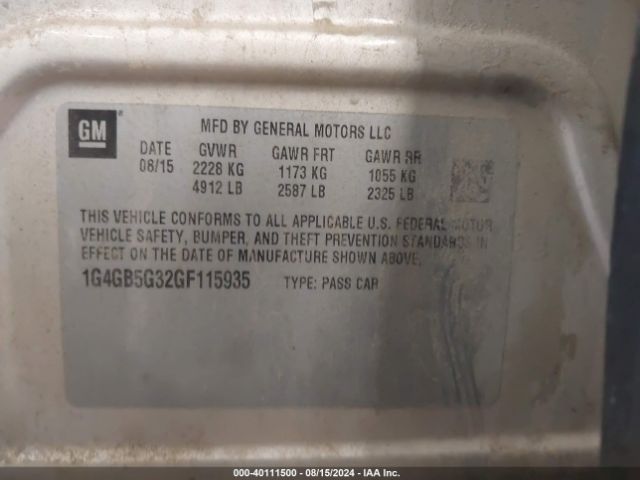 GM
MFD BY GENERAL MOTORS LLC
DATE GVWR GAWR FRT GAWR RR
08/15 2228 KG 1173 KG 1055 KG
4912 LB 2587 LB 2325 LB
THIS VEHICLE CONFORMS TO ALL APPLICABLE U.S. FEDERAL MOTOR
VEHICLE SAFETY, BUMPER, AND THEFT PREVENTION STANDARDS IN
EFFECT ON THE DATE OF MANUFACTURE SHOWN ABOVE.
1G4GB5G32GF115935 TYPE: PASS CAR
000-40111500 - 08/15/2024 - IAA Inc.